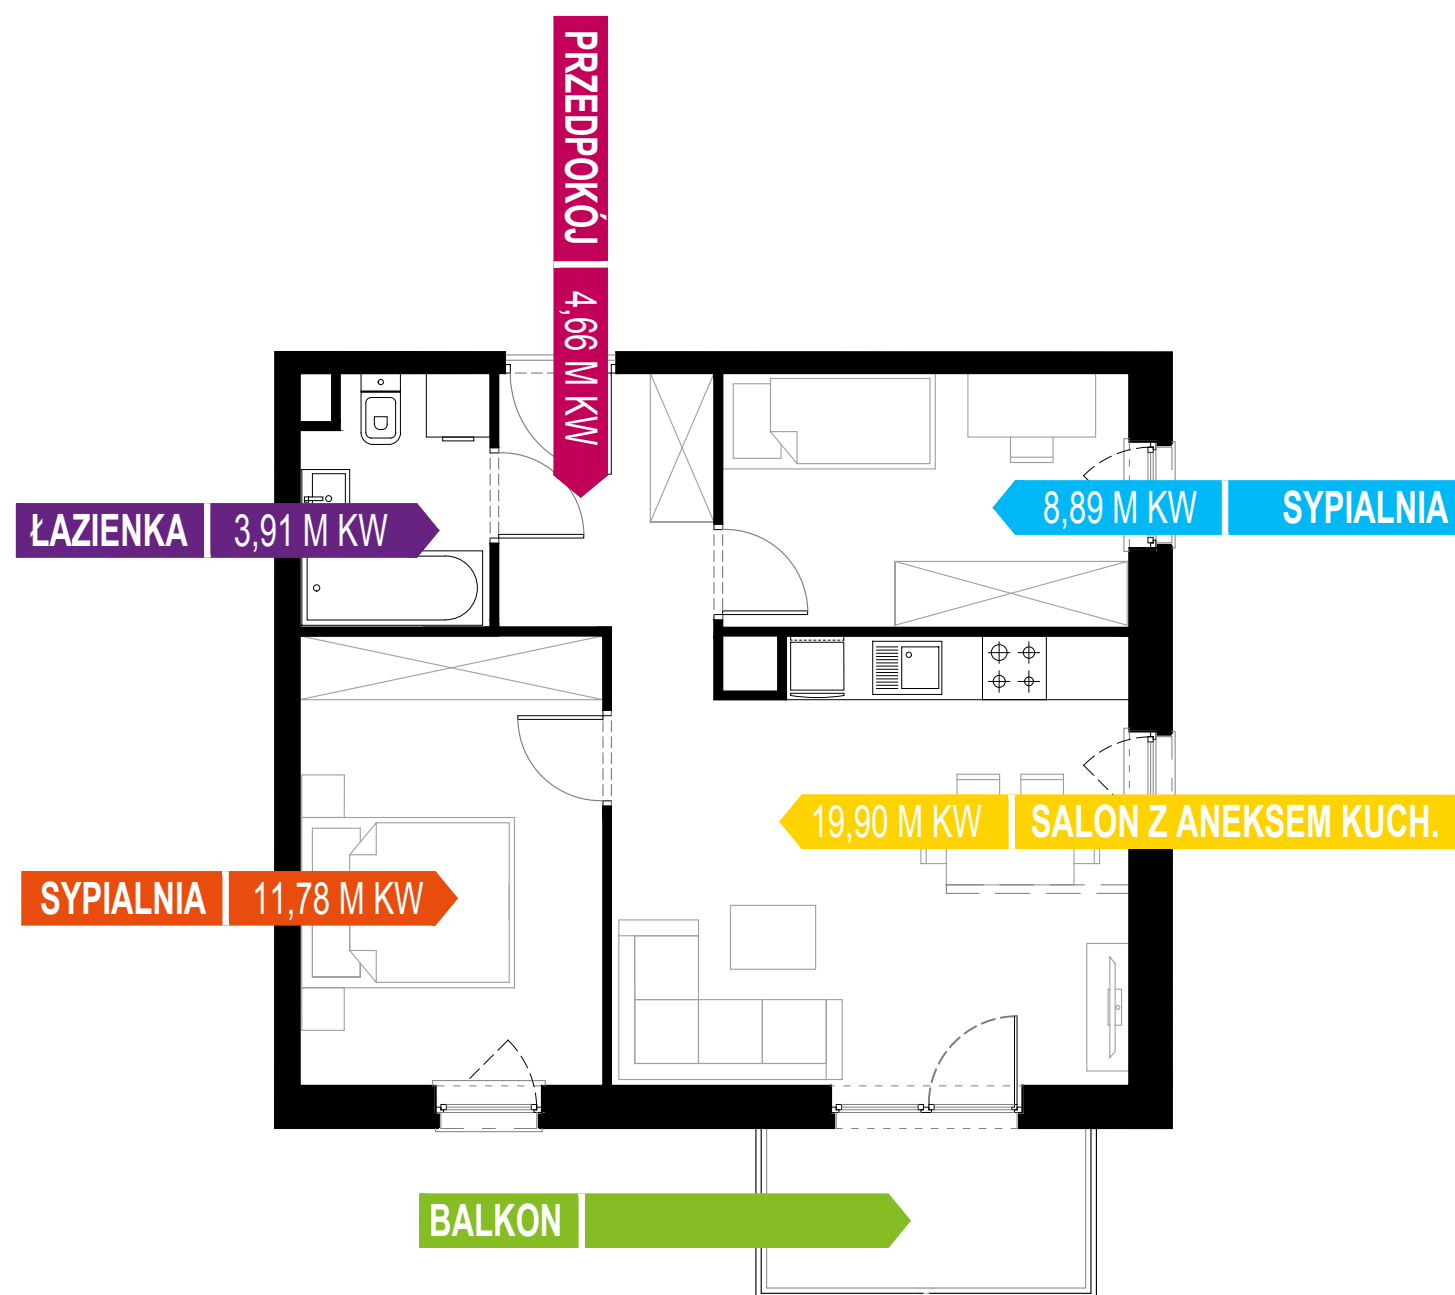 PRZEDPOKÓJ 4,66 M KW
8,89 M KW SYPIALNIA
ŁAZIENKA 3,91 M KW
19,90 M KW SALON Z ANEKSEM KUCH.
SYPIALNIA 11,78 M KW
BALKON